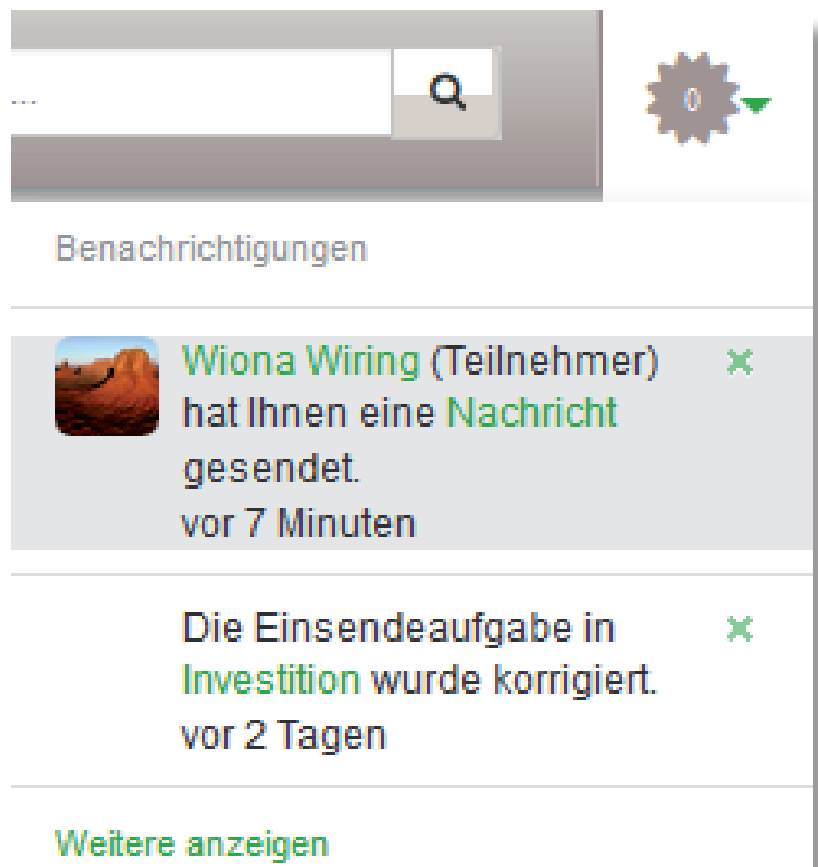 ...
0
Benachrichtigungen
Wiona Wiring (Teilnehmer)
hat Ihnen eine Nachricht
gesendet.
vor 7 Minuten
Die Einsendeaufgabe in
Investition wurde korrigiert.
vor 2 Tagen
Weitere anzeigen